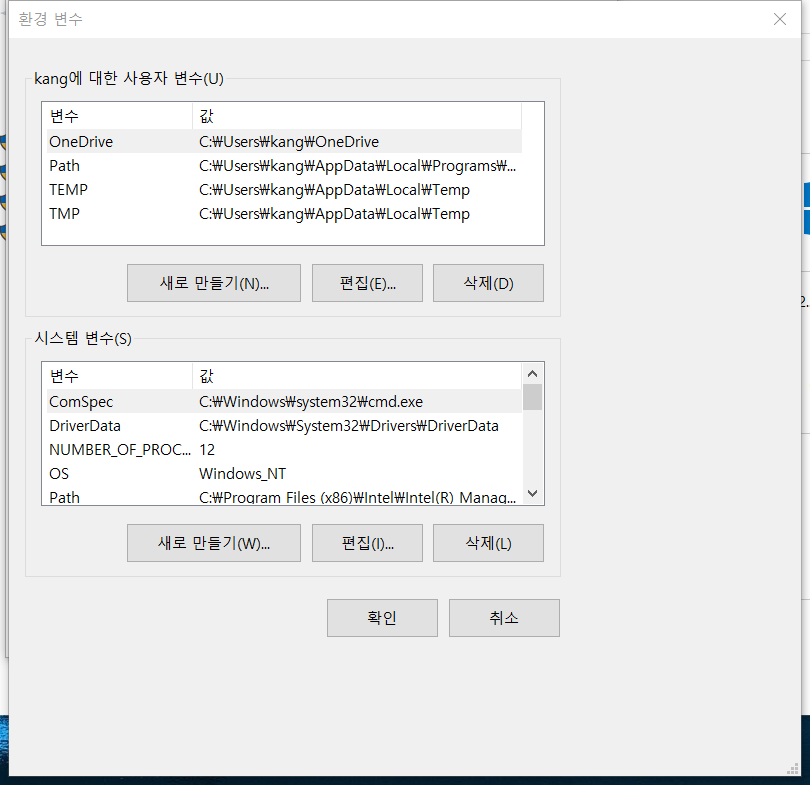 환경 변수
kang에 대한 사용자 변수(U)
변수 값
OneDrive C:₩Users₩kang₩OneDrive
Path C:₩Users₩kang₩AppData₩Local₩Programs₩...
TEMP C:₩Users₩kang₩AppData₩Local₩Temp
TMP C:₩Users₩kang₩AppData₩Local₩Temp
새로 만들기(N)... 편집(E)... 삭제(D)
시스템 변수(S)
변수 값
ComSpec C:₩Windows₩system32₩cmd.exe
DriverData C:₩Windows₩System32₩Drivers₩DriverData
NUMBER_OF_PROC... 12
OS Windows_NT
Path C:₩Program Files (x86)₩Intel₩Intel(R) Manag...
새로 만들기(W)... 편집(I)... 삭제(L)
확인 취소